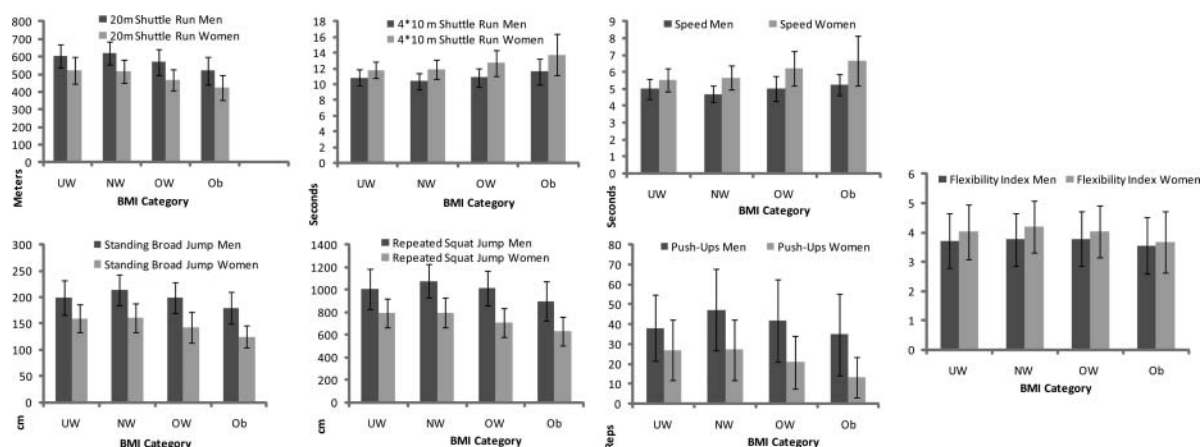 20m Shuttle Run Men
20m Shuttle Run Women
800
700
600
500
400
300
200
100
0
Meters
UW NW OW Ob
BMI Category
4*10 m Shuttle Run Men
4*10 m Shuttle Run Women
18
16
14
12
10
8
6
4
2
0
Seconds
UW NW OW Ob
BMI Category
Speed Men Speed Women
9
8
7
6
5
4
3
2
1
0
Seconds
UW NW OW Ob
BMI Category
Standing Broad Jump Men
Standing Broad Jump Women
300
250
200
150
100
50
0
cm
UW NW OW Ob
BMI Category
Repeated Squat Jump Men
Repeated Squat Jump Women
1400
1200
1000
800
600
400
200
0
cm
UW NW OW Ob
BMI Category
Push-Ups Men Push-Ups Women
80
70
60
50
40
30
20
10
0
Reps
UW NW OW Ob
BMI Category
Flexibility Index Men Flexibility Index Women
6
5
4
3
2
1
0
UW NW OW Ob
BMI Category